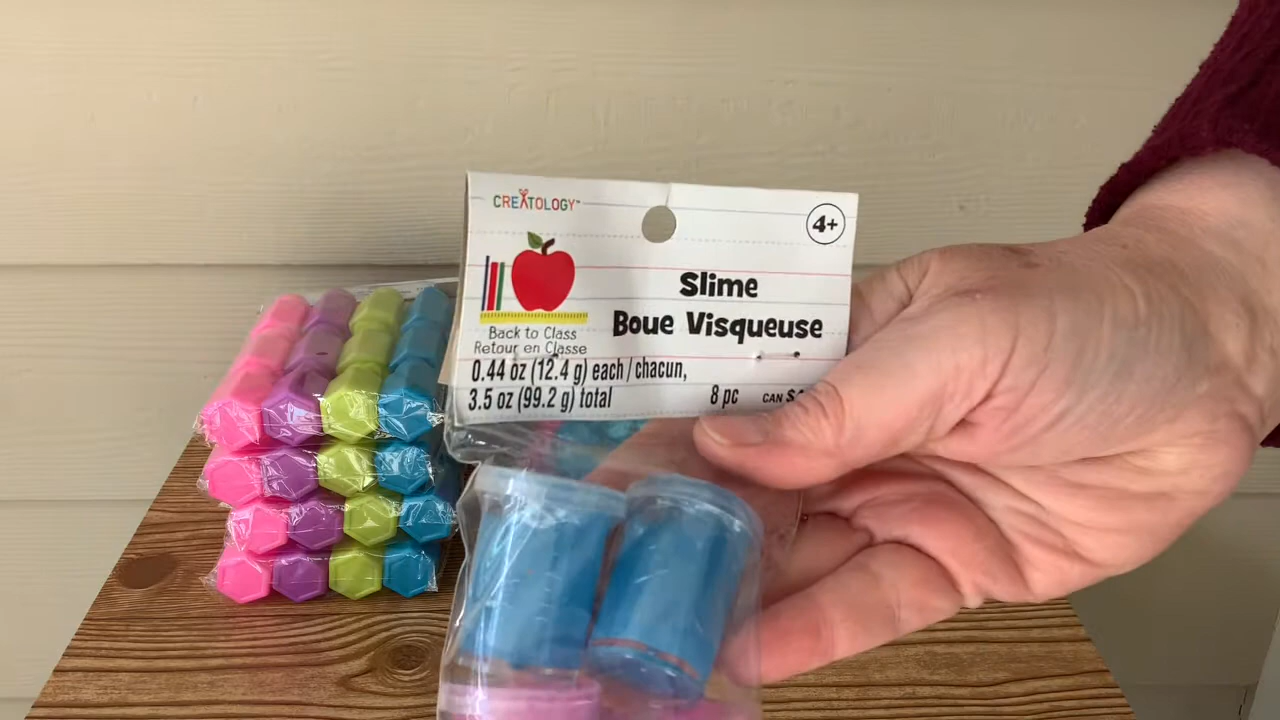 CREATOLOGY™
4+
Slime
Boue Visqueuse
Back to Class
Retour en Classe
0.44 oz (12.4 g) each / chacun,
3.5 oz (99.2 g) total
8 pc
CAN $